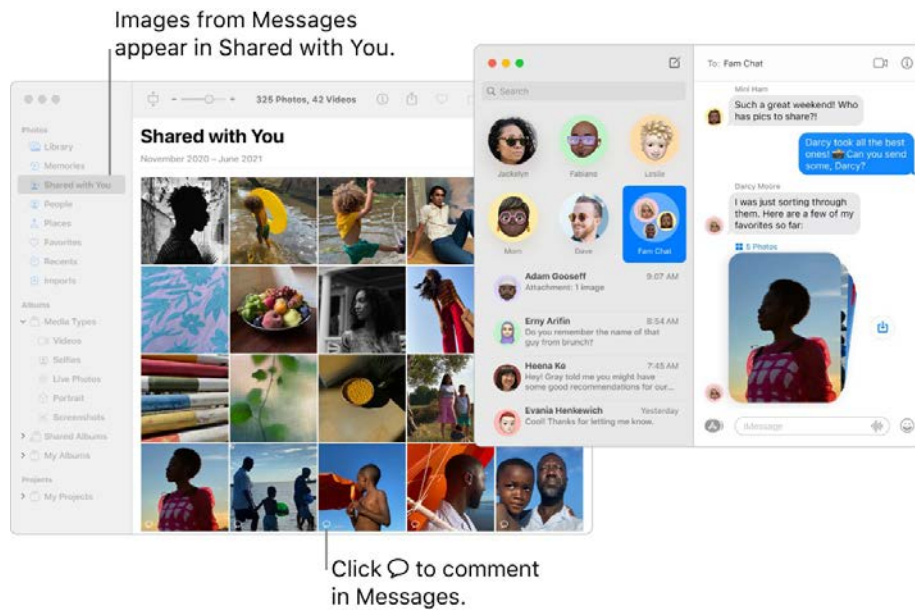 Images from Messages
appear in Shared with You.
325 Photos, 42 Videos
Photos
Library
Memories
Shared with You
People
Places
Favorites
Recents
Imports
Albums
Media Types
Videos
Selfies
Live Photos
Portrait
Screenshots
Shared Albums
My Albums
Projects
My Projects
Shared with You
November 2020 – June 2021
Search
Jackelyn
Fabiano
Leslie
Mom
Dave
Fam Chat
Adam Gooseff 9:07 AM
Attachment: 1 image
Erny Arifin 8:54 AM
Do you remember the name of that
guy from brunch?
Heena Ko 7:45 AM
Hey! Gray told me you might have
some good recommendations for our...
Evania Henkewich Yesterday
Cool! Thanks for letting me know.
To: Fam Chat
Mini Ham
Such a great weekend! Who
has pics to share?!
Darcy took all the best
ones! Can you send
some, Darcy?
Darcy Moore
I was just sorting through
them. Here are a few of my
favorites so far:
5 Photos
iMessage
Click to comment
in Messages.